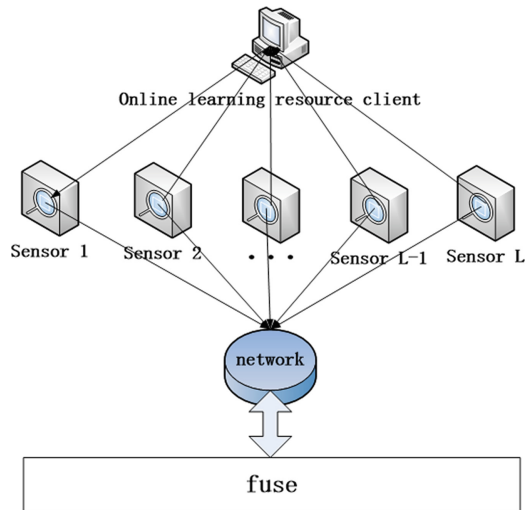 Online learning resource client
Sensor 1
Sensor 2
...
Sensor L-1
Sensor L
network
fuse